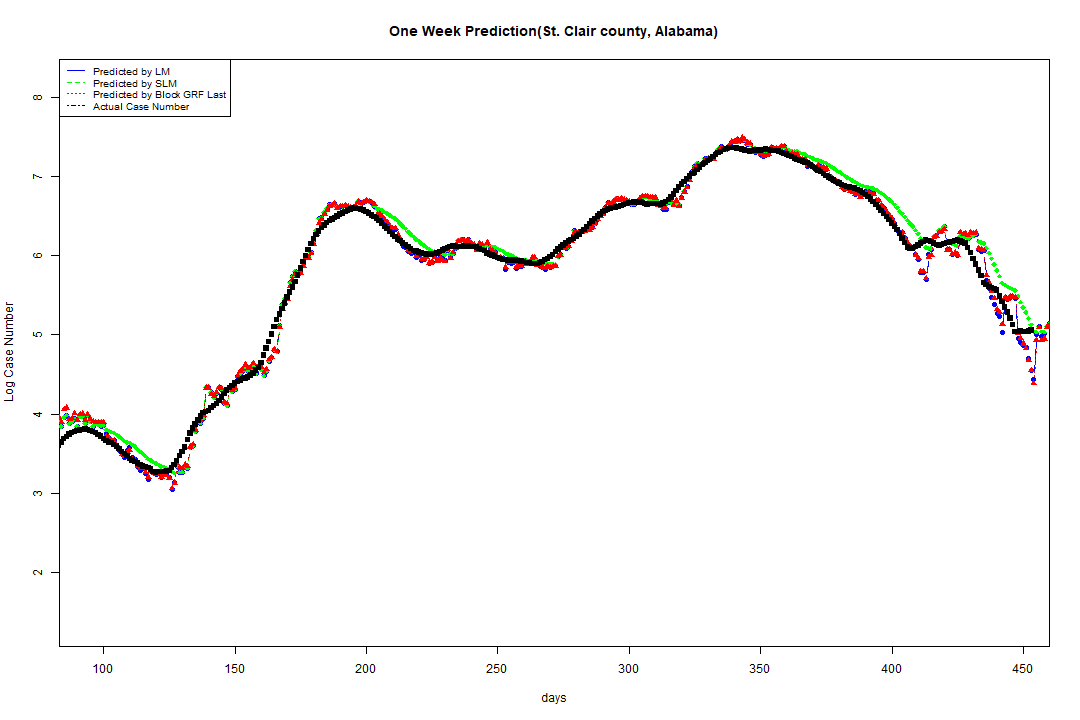 One Week Prediction(St. Clair county, Alabama)
Predicted by LM
Predicted by SLM
Predicted by Block GRF Last
Actual Case Number
8
7
6
5
4
3
2
Log Case Number
100 150 200 250 300 350 400 450
days